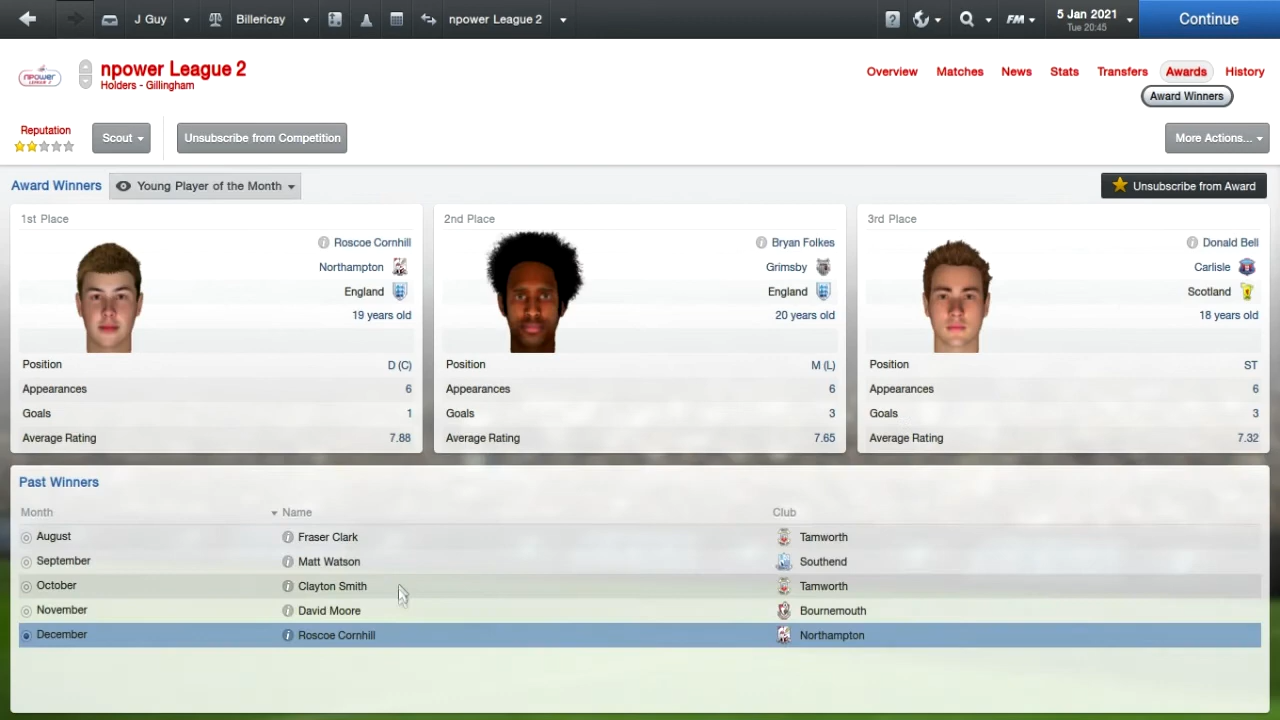 J Guy Billericay npower League 2 FM 5 Jan 2021 Continue
Tue 20:45
npower League 2
Holders - Gillingham
Overview Matches News Stats Transfers Awards History
Award Winners
Reputation
Scout Unsubscribe from Competition More Actions...
Award Winners Young Player of the Month Unsubscribe from Award
1st Place
Roscoe Cornhill
Northampton
England
19 years old
Position D (C)
Appearances 6
Goals 1
Average Rating 7.88
2nd Place
Bryan Folkes
Grimsby
England
20 years old
Position M (L)
Appearances 6
Goals 3
Average Rating 7.65
3rd Place
Donald Bell
Carlisle
Scotland
18 years old
Position ST
Appearances 6
Goals 3
Average Rating 7.32
Past Winners
Month Name Club
August Fraser Clark Tamworth
September Matt Watson Southend
October Clayton Smith Tamworth
November David Moore Bournemouth
December Roscoe Cornhill Northampton